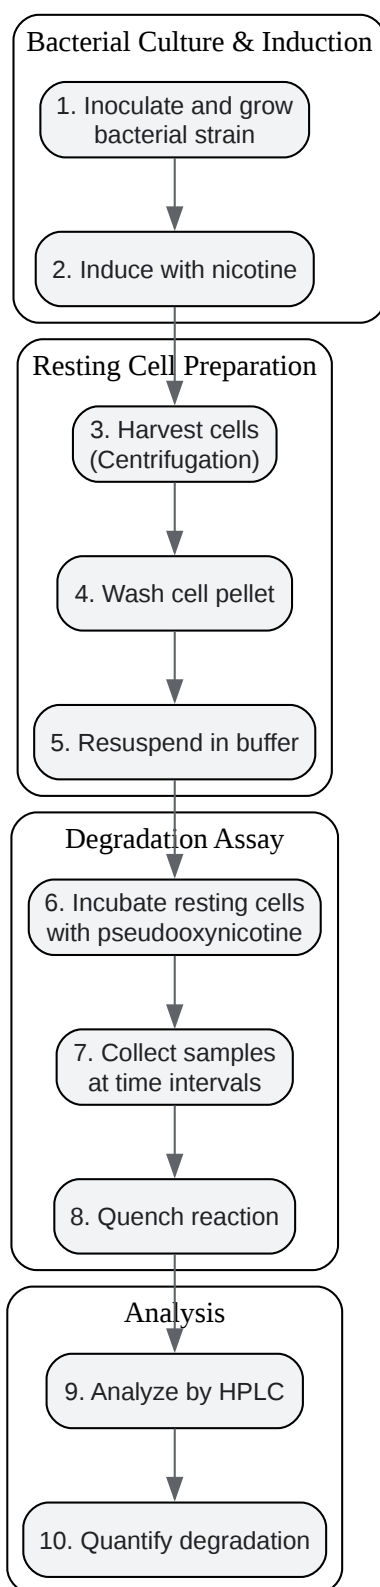 Bacterial Culture & Induction
1. Inoculate and grow
bacterial strain
2. Induce with nicotine
Resting Cell Preparation
3. Harvest cells
(Centrifugation)
4. Wash cell pellet
5. Resuspend in buffer
Degradation Assay
6. Incubate resting cells
with pseudooxynicotine
7. Collect samples
at time intervals
8. Quench reaction
Analysis
9. Analyze by HPLC
10. Quantify degradation